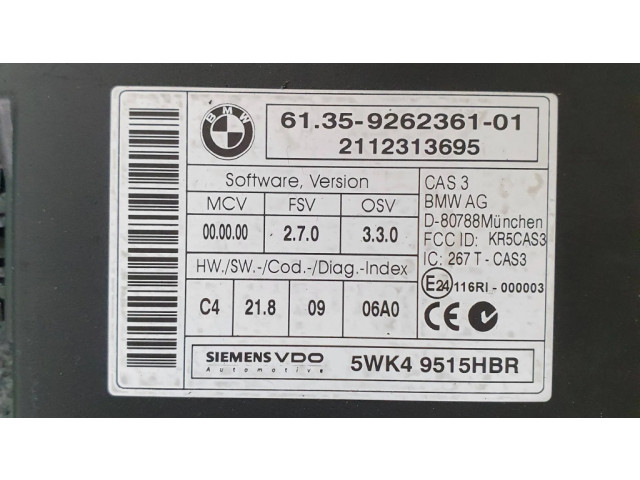 BMW
61.35-9262361-01
2112313695
Software, Version
MCV FSV OSV
00.00.00 2.7.0 3.3.0
HW./SW.-/Cod.-/Diag.-Index
C4 21.8 09 06A0
CAS 3
BMW AG
D-80788München
FCC ID: KR5CAS3
IC: 267 T - CAS3
E24 116RI - 000003
CE
SIEMENS VDO
Automotive
5WK4 9515HBR